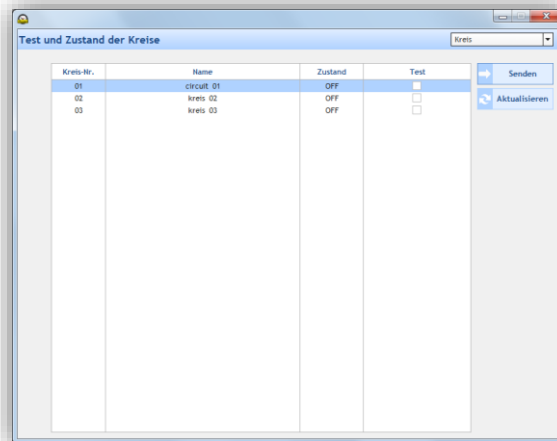 Test und Zustand der Kreise
Kreis
Kreis-Nr. Name Zustand Test
01 circuit 01 OFF
02 kreis 02 OFF
03 kreis 03 OFF
Senden
Aktualisieren